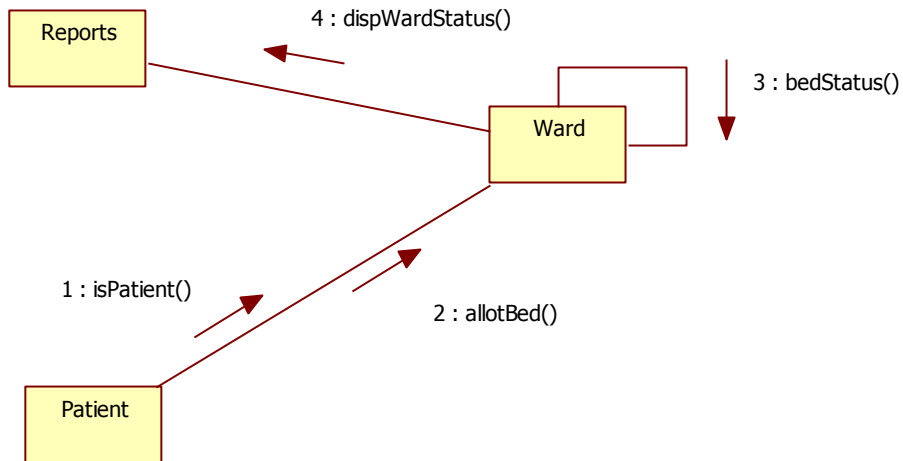 4 : dispWardStatus()
Reports
3 : bedStatus()
Ward
1 : isPatient()
2 : allotBed()
Patient